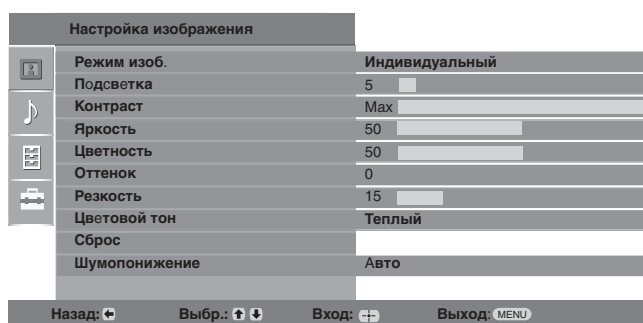 Настройка изображения
Режим изоб. Индивидуальный
Подсветка 5
Контраст Max
Яркость 50
Цветность 50
Оттенок 0
Резкость 15
Цветовой тон Теплый
Сброс
Шумопонижение Авто
Назад: Выбр.: Вход: Выход: MENU